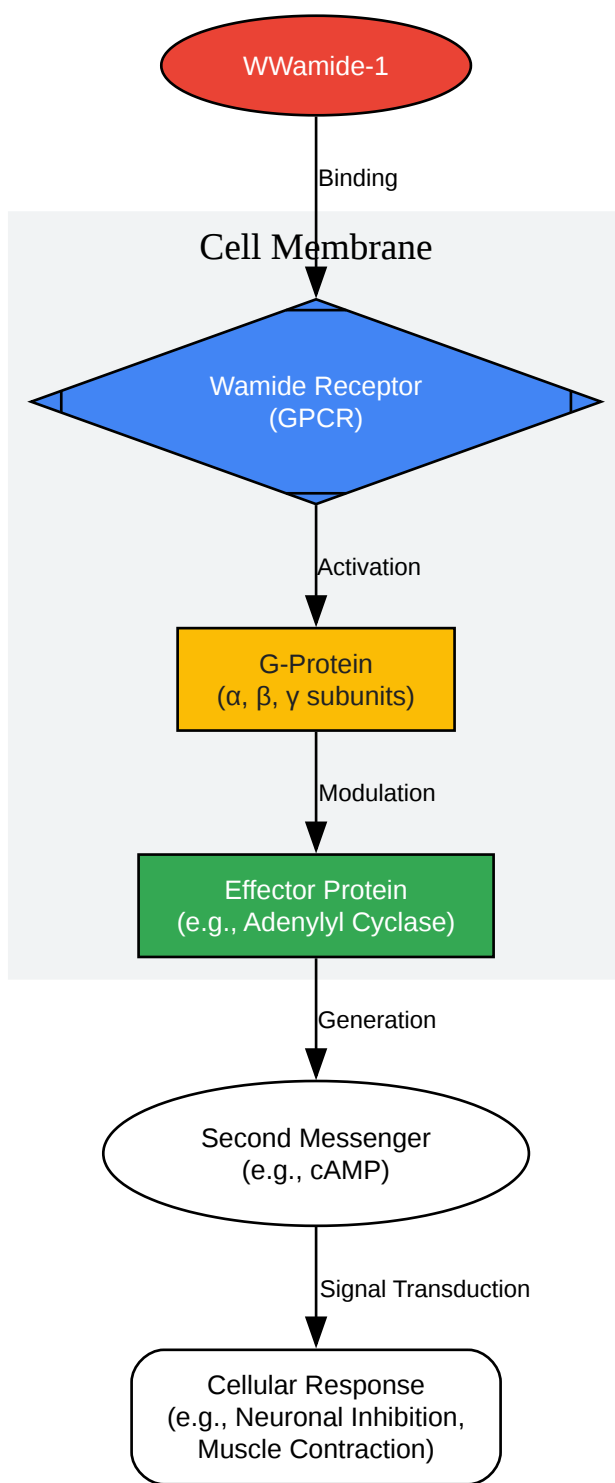 WWamide-1
Binding
Cell Membrane
Wamide Receptor
(GPCR)
Activation
G-Protein
(α, β, γ subunits)
Modulation
Effector Protein
(e.g., Adenylyl Cyclase)
Generation
Second Messenger
(e.g., cAMP)
Signal Transduction
Cellular Response
(e.g., Neuronal Inhibition,
Muscle Contraction)